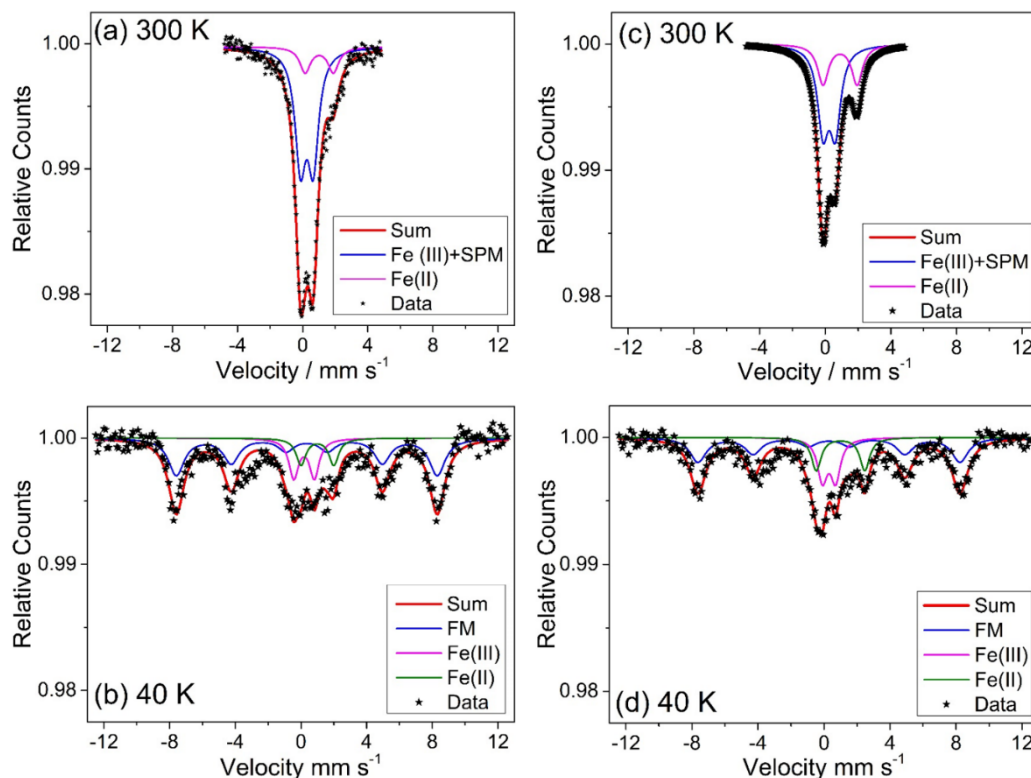 (a) 300 K
1.00
0.99
0.98
Relative Counts
Sum
Fe (III)+SPM
Fe(II)
Data
-12 -8 -4 0 4 8 12
Velocity / mm s⁻¹
(c) 300 K
1.00
0.99
0.98
Relative Counts
Sum
Fe(III)+SPM
Fe(II)
Data
-12 -8 -4 0 4 8 12
Velocity / mm s⁻¹
1.00
0.99
0.98
Relative Counts
Sum
FM
Fe(III)
Fe(II)
Data
(b) 40 K
-12 -8 -4 0 4 8 12
Velocity mm s⁻¹
1.00
0.99
0.98
Relative Counts
Sum
FM
Fe(III)
Fe(II)
Data
(d) 40 K
-12 -8 -4 0 4 8 12
Velocity mm s⁻¹